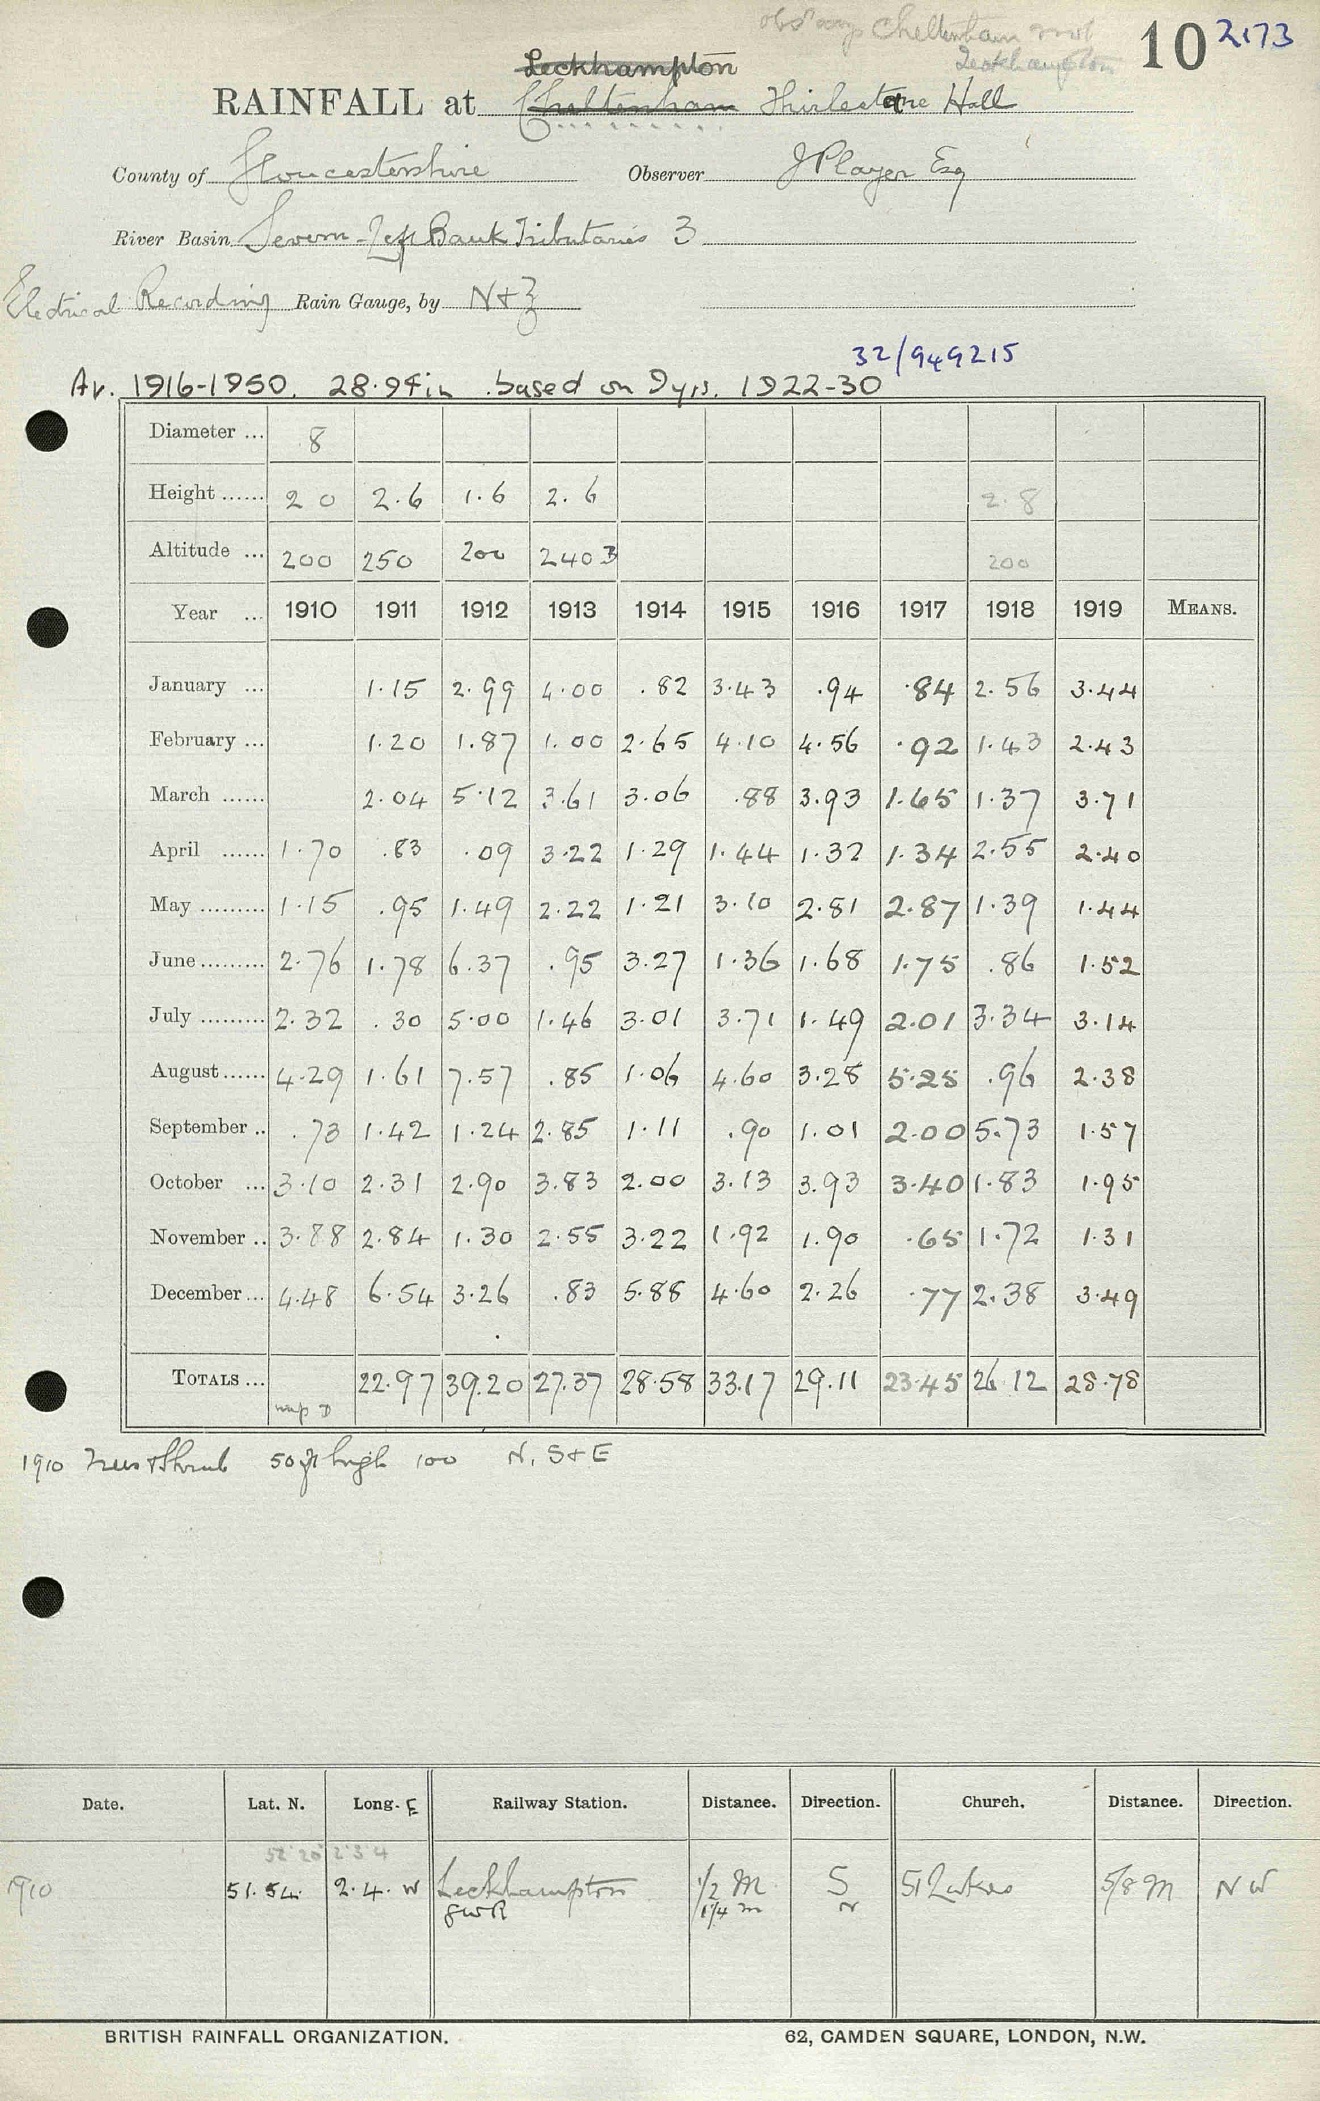 Cheltenham
Leckhampton
10 2173
Leckhampton
RAINFALL at Cheltenham Thirlestane Hall
County of Gloucestershire Observer J Player Esq
River Basin Severn - Left Bank Tributaries 3
Electrical Recording Rain Gauge, by N+Z
32/949215
Av. 1916-1950. 28.94in based on 9 yrs. 1922-30
Diameter ... 8
Height ...... 2 0 2.6 1.6 2.6 2.8
Altitude ... 200 250 200 240 B 200
Year ... 1910 1911 1912 1913 1914 1915 1916 1917 1918 1919 MEANS.
January ... 1.15 2.99 4.00 .82 3.43 .94 .84 2.56 3.44
February ... 1.20 1.87 1.00 2.65 4.10 4.56 .92 1.43 2.43
March ...... 2.04 5.12 3.61 3.06 .88 3.93 1.65 1.37 3.71
April ...... 1.70 .83 .09 3.22 1.29 1.44 1.32 1.34 2.55 2.40
May ......... 1.15 .95 1.49 2.22 1.21 3.10 2.81 2.87 1.39 1.44
June ......... 2.76 1.78 6.37 .95 3.27 1.36 1.68 1.75 .86 1.52
July ......... 2.32 .30 5.00 1.46 3.01 3.71 1.49 2.01 3.34 3.14
August ...... 4.29 1.61 7.57 .85 1.06 4.60 3.28 5.25 .96 2.38
September .. .73 1.42 1.24 2.85 1.11 .90 1.01 2.00 5.73 1.57
October ... 3.10 2.31 2.90 3.83 2.00 3.13 3.93 3.40 1.83 1.95
November .. 3.88 2.84 1.30 2.55 3.22 1.92 1.90 .65 1.72 1.31
December ... 4.48 6.54 3.26 .83 5.88 4.60 2.26 .77 2.38 3.49
TOTALS ... 22.97 39.20 27.37 28.58 33.17 29.11 23.45 26.12 28.78
1910 Trees & Shrub 50 ft high 100 N, S & E
Date. Lat. N. Long. E Railway Station. Distance. Direction. Church. Distance. Direction.
1910 51.54. 2.4. W Leckhampton 1/2 M S St Lukes 5/8 M NW
GWR 1 1/4 m N
BRITISH RAINFALL ORGANIZATION. 62, CAMDEN SQUARE, LONDON, N.W.